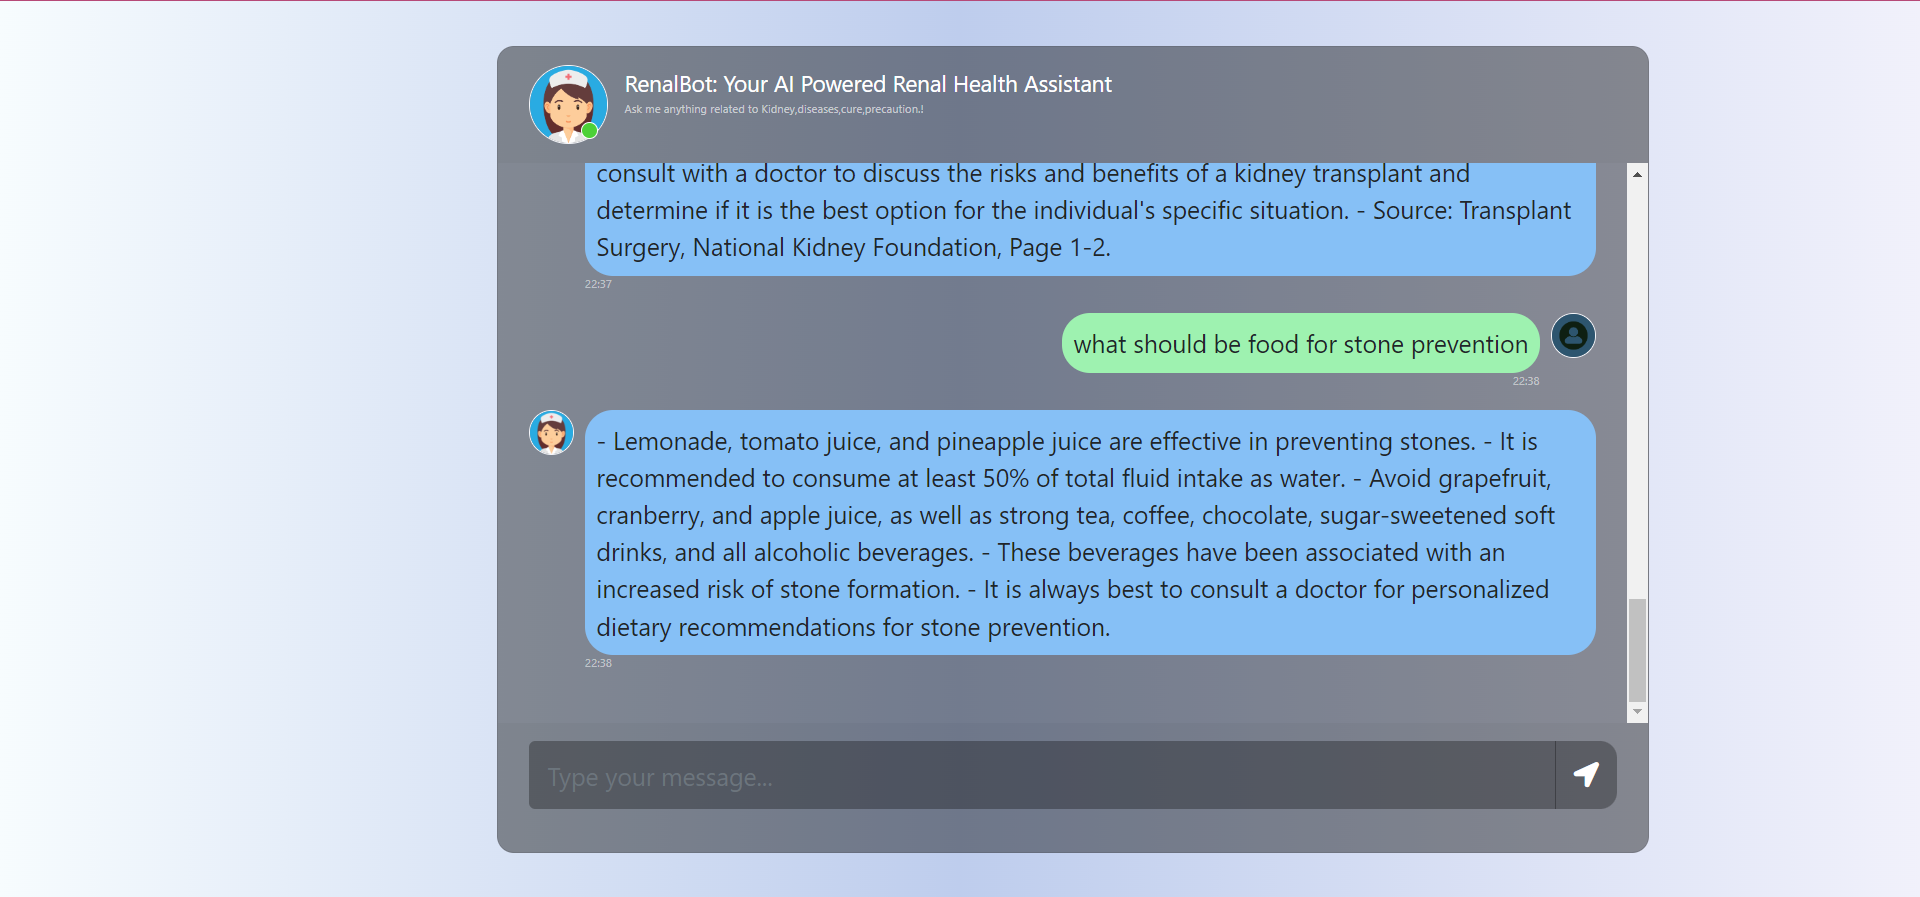 RenalBot: Your AI Powered Renal Health Assistant
Ask me anything related to Kidney,diseases,cure,precaution.!
consult with a doctor to discuss the risks and benefits of a kidney transplant and
determine if it is the best option for the individual's specific situation. - Source: Transplant
Surgery, National Kidney Foundation, Page 1-2.
22:37
what should be food for stone prevention
22:38
- Lemonade, tomato juice, and pineapple juice are effective in preventing stones. - It is
recommended to consume at least 50% of total fluid intake as water. - Avoid grapefruit,
cranberry, and apple juice, as well as strong tea, coffee, chocolate, sugar-sweetened soft
drinks, and all alcoholic beverages. - These beverages have been associated with an
increased risk of stone formation. - It is always best to consult a doctor for personalized
dietary recommendations for stone prevention.
22:38
Type your message...